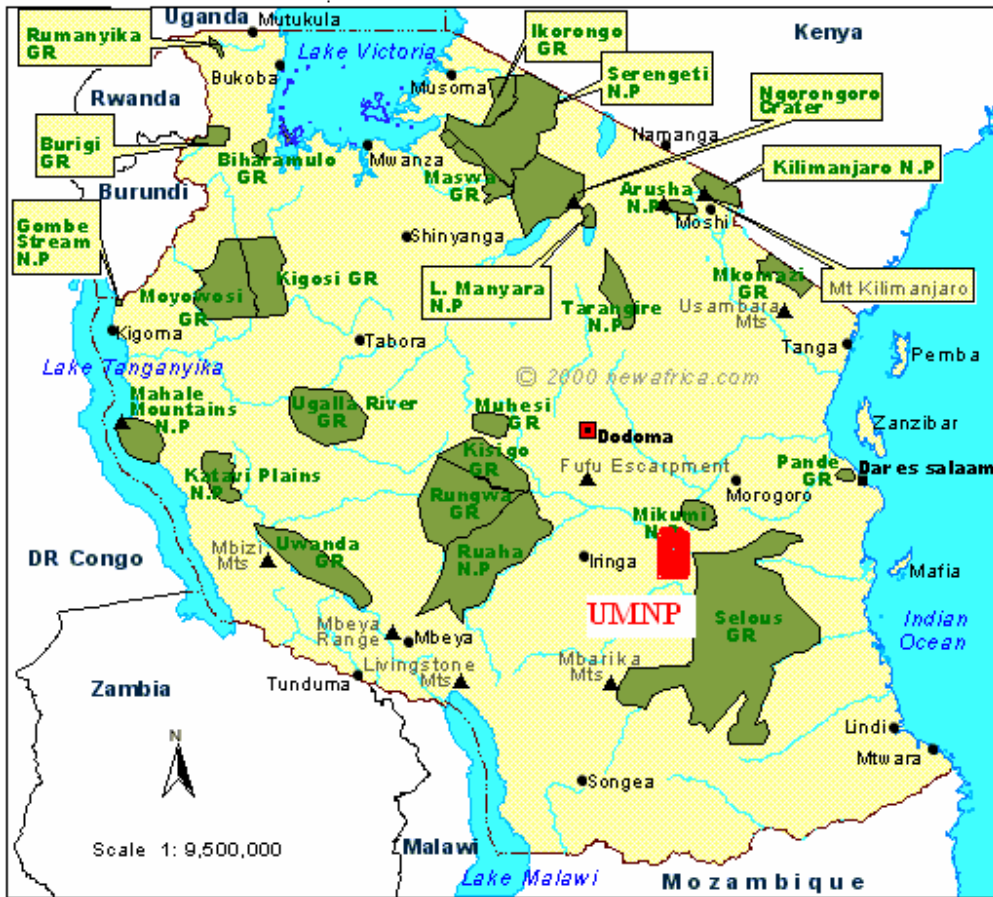 Uganda
Mutukula
Rumanyika
GR
Lake Victoria
Ikorongo
GR
Kenya
Bukoba
Musoma
Serengeti
N.P
Ngorongoro
Crater
Rwanda
Namanga
Burigi
GR
Biharamulo
GR
Mwanza
Maswa
GR
Kilimanjaro N.P
Arusha
N.P
Moshi
Burundi
Gombe
Stream
N.P
Shinyanga
L. Manyara
N.P
Mkomazi
GR
Mt Kilimanjaro
Moyowosi
GR
Kigosi GR
Tarangire
N.P
Usambara
Mts
Kigoma
Tabora
Tanga
Pemba
Lake Tanganyika
© 2000 newafrica.com
Mahale
Mountains
N.P
Ugalla River
GR
Muhesi
GR
Dodoma
Zanzibar
Kisigo
GR
Katavi Plains
N.P
Fufu Escarpment
Pande
GR
Dar es salaam
Morogoro
Rungwa
GR
Mikumi
N.P
DR Congo
Mbizi
Mts
Uwanda
GR
Ruaha
N.P
Iringa
Mafia
UMNP
Selous
GR
Indian
Ocean
Mbeya
Range
Mbeya
Livingstone
Mts
Mbarika
Mts
Zambia
Tunduma
Lindi
Mtwara
N
Songea
Scale 1: 9,500,000
Malawi
Lake Malawi
Mozambique